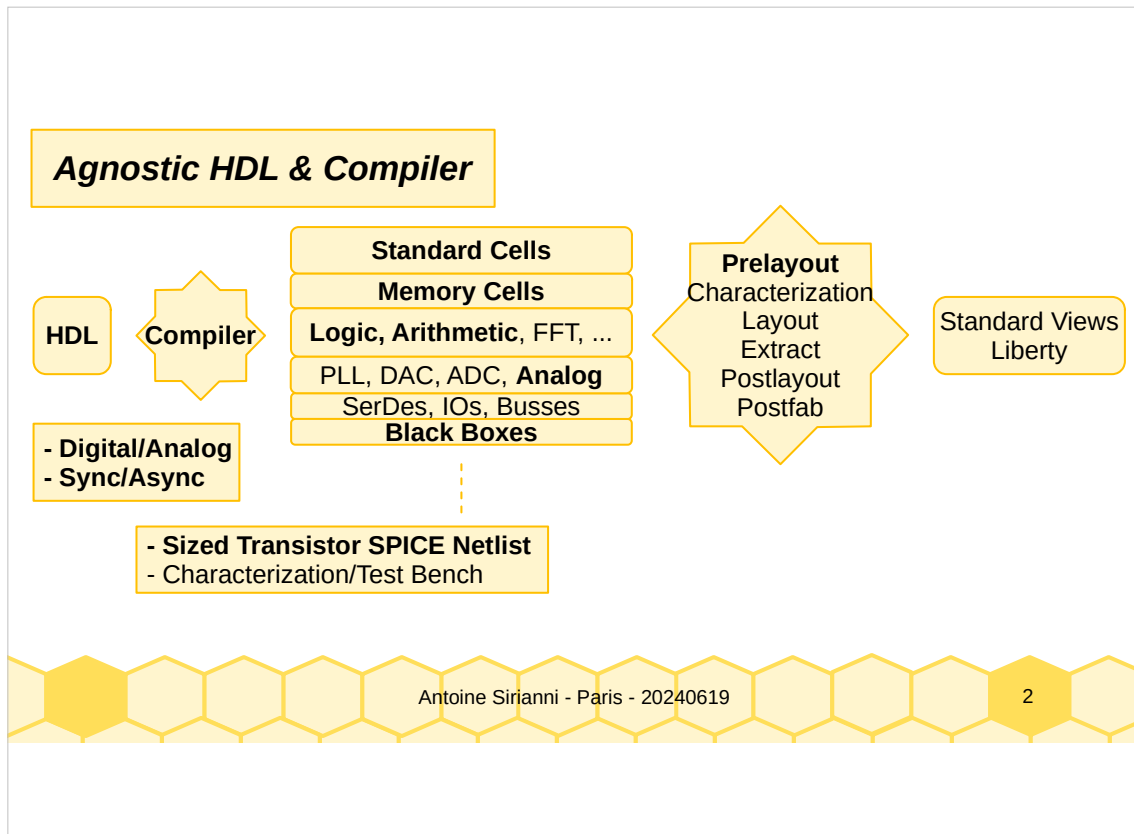 Agnostic HDL & Compiler
HDL
Compiler
Standard Cells
Memory Cells
Logic, Arithmetic, FFT, ...
PLL, DAC, ADC, Analog
SerDes, IOs, Busses
Black Boxes
Prelayout
Characterization
Layout
Extract
Postlayout
Postfab
Standard Views
Liberty
- Digital/Analog
- Sync/Async
- Sized Transistor SPICE Netlist
- Characterization/Test Bench
Antoine Sirianni - Paris - 20240619
2